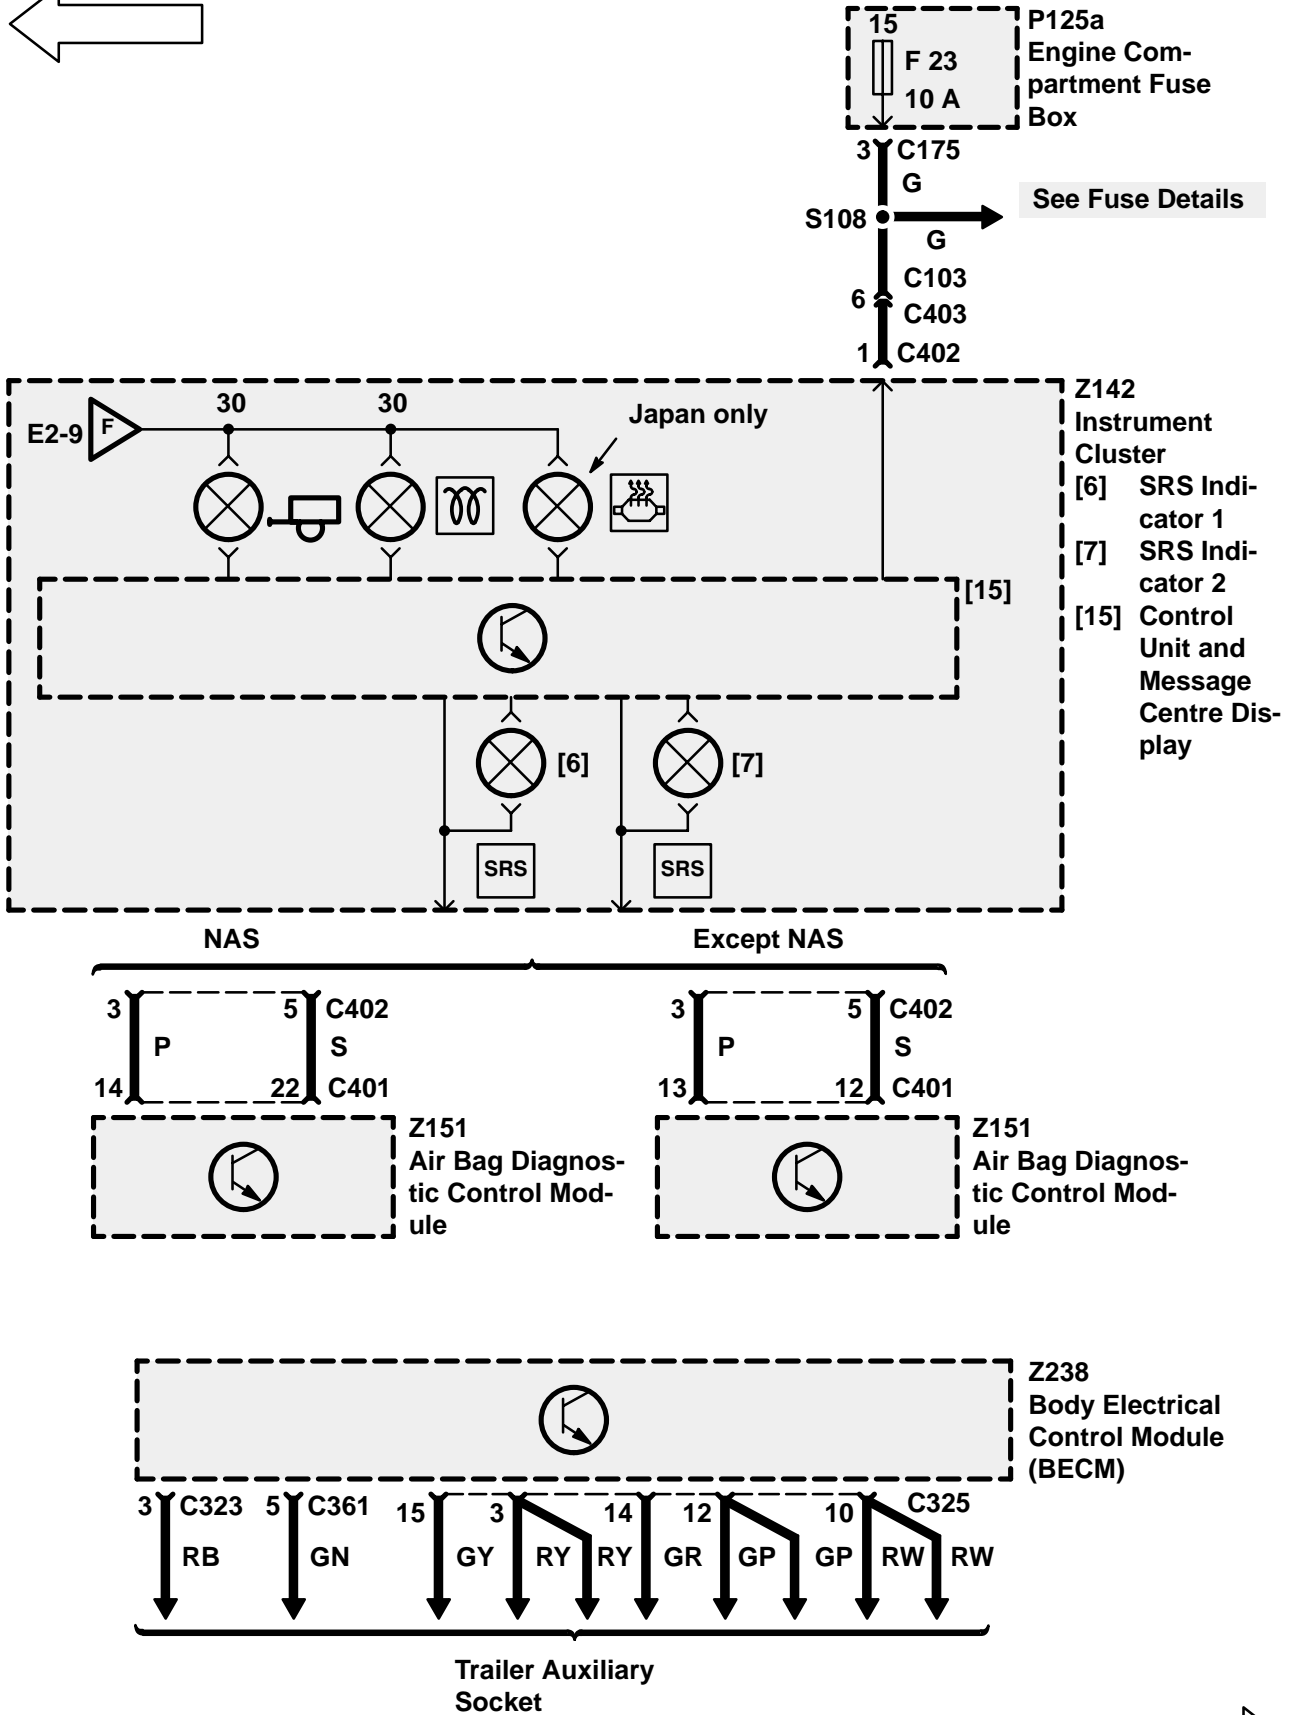 15
F 23
10 A
P125a
Engine Com-
partment Fuse
Box
3
C175
G
See Fuse Details
S108
G
C103
6
C403
1
C402
Z142
Instrument
Cluster
[6] SRS Indi-
cator 1
[7] SRS Indi-
cator 2
[15] Control
Unit and
Message
Centre Dis-
play
E2-9
F
30
30
Japan only
[15]
[6]
[7]
SRS
SRS
NAS
Except NAS
3
5
C402
P
S
14
22
C401
3
5
C402
P
S
13
12
C401
Z151
Air Bag Diagnos-
tic Control Mod-
ule
Z151
Air Bag Diagnos-
tic Control Mod-
ule
Z238
Body Electrical
Control Module
(BECM)
3
C323
5
C361
15
3
14
12
10
C325
RB
GN
GY
RY
RY
GR
GP
GP
RW
RW
Trailer Auxiliary
Socket